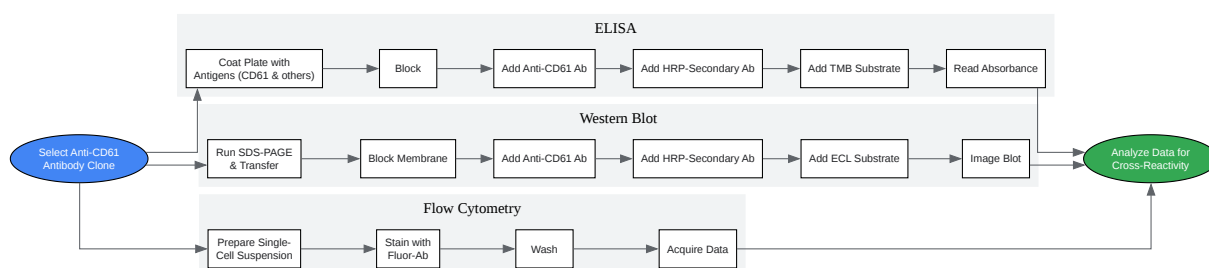 ELISA
Coat Plate with
Antigens (CD61 & others)
Block
Add Anti-CD61 Ab
Add HRP-Secondary Ab
Add TMB Substrate
Read Absorbance
Western Blot
Select Anti-CD61
Antibody Clone
Run SDS-PAGE
& Transfer
Block Membrane
Add Anti-CD61 Ab
Add HRP-Secondary Ab
Add ECL Substrate
Image Blot
Analyze Data for
Cross-Reactivity
Flow Cytometry
Prepare Single-
Cell Suspension
Stain with
Fluor-Ab
Wash
Acquire Data